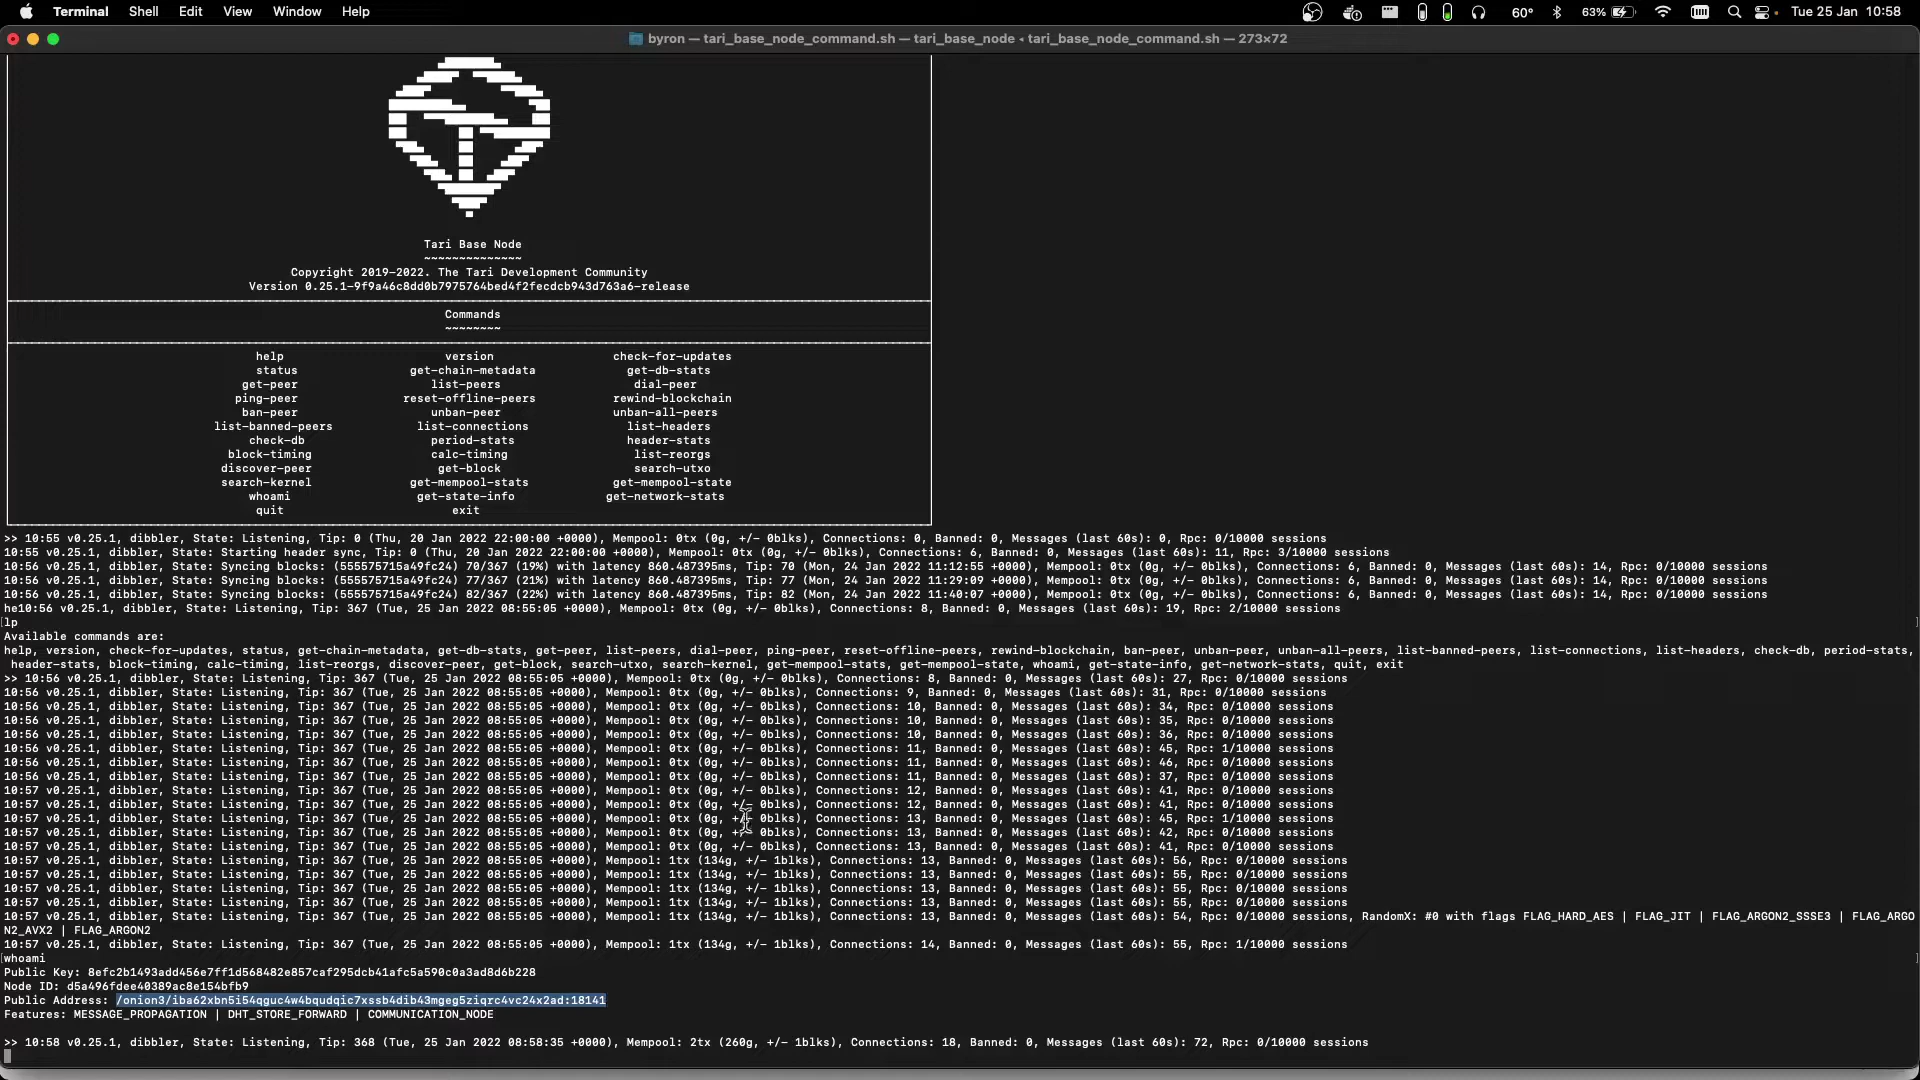 Terminal Shell Edit View Window Help 60° 63% Tue 25 Jan 10:58
byron — tari_base_node_command.sh — tari_base_node ◂ tari_base_node_command.sh — 273×72
Tari Base Node
~~~~~~~~~~~~~~
Copyright 2019-2022. The Tari Development Community
Version 0.25.1-9f9a46c8dd0b7975764bed4f2fecdcb943d763a6-release
Commands
~~~~~~~~
help version check-for-updates
status get-chain-metadata get-db-stats
get-peer list-peers dial-peer
ping-peer reset-offline-peers rewind-blockchain
ban-peer unban-peer unban-all-peers
list-banned-peers list-connections list-headers
check-db period-stats header-stats
block-timing calc-timing list-reorgs
discover-peer get-block search-utxo
search-kernel get-mempool-stats get-mempool-state
whoami get-state-info get-network-stats
quit exit
>> 10:55 v0.25.1, dibbler, State: Listening, Tip: 0 (Thu, 20 Jan 2022 22:00:00 +0000), Mempool: 0tx (0g, +/- 0blks), Connections: 0, Banned: 0, Messages (last 60s): 0, Rpc: 0/10000 sessions
10:55 v0.25.1, dibbler, State: Starting header sync, Tip: 0 (Thu, 20 Jan 2022 22:00:00 +0000), Mempool: 0tx (0g, +/- 0blks), Connections: 6, Banned: 0, Messages (last 60s): 11, Rpc: 3/10000 sessions
10:56 v0.25.1, dibbler, State: Syncing blocks: (555575715a49fc24) 70/367 (19%) with latency 860.487395ms, Tip: 70 (Mon, 24 Jan 2022 11:12:55 +0000), Mempool: 0tx (0g, +/- 0blks), Connections: 6, Banned: 0, Messages (last 60s): 14, Rpc: 0/10000 sessions
10:56 v0.25.1, dibbler, State: Syncing blocks: (555575715a49fc24) 77/367 (21%) with latency 860.487395ms, Tip: 77 (Mon, 24 Jan 2022 11:29:09 +0000), Mempool: 0tx (0g, +/- 0blks), Connections: 6, Banned: 0, Messages (last 60s): 14, Rpc: 0/10000 sessions
10:56 v0.25.1, dibbler, State: Syncing blocks: (555575715a49fc24) 82/367 (22%) with latency 860.487395ms, Tip: 82 (Mon, 24 Jan 2022 11:40:07 +0000), Mempool: 0tx (0g, +/- 0blks), Connections: 6, Banned: 0, Messages (last 60s): 14, Rpc: 0/10000 sessions
he10:56 v0.25.1, dibbler, State: Listening, Tip: 367 (Tue, 25 Jan 2022 08:55:05 +0000), Mempool: 0tx (0g, +/- 0blks), Connections: 8, Banned: 0, Messages (last 60s): 19, Rpc: 2/10000 sessions
lp
Available commands are:
help, version, check-for-updates, status, get-chain-metadata, get-db-stats, get-peer, list-peers, dial-peer, ping-peer, reset-offline-peers, rewind-blockchain, ban-peer, unban-peer, unban-all-peers, list-banned-peers, list-connections, list-headers, check-db, period-stats,
header-stats, block-timing, calc-timing, list-reorgs, discover-peer, get-block, search-utxo, search-kernel, get-mempool-stats, get-mempool-state, whoami, get-state-info, get-network-stats, quit, exit
>> 10:56 v0.25.1, dibbler, State: Listening, Tip: 367 (Tue, 25 Jan 2022 08:55:05 +0000), Mempool: 0tx (0g, +/- 0blks), Connections: 8, Banned: 0, Messages (last 60s): 27, Rpc: 0/10000 sessions
10:56 v0.25.1, dibbler, State: Listening, Tip: 367 (Tue, 25 Jan 2022 08:55:05 +0000), Mempool: 0tx (0g, +/- 0blks), Connections: 9, Banned: 0, Messages (last 60s): 31, Rpc: 0/10000 sessions
10:56 v0.25.1, dibbler, State: Listening, Tip: 367 (Tue, 25 Jan 2022 08:55:05 +0000), Mempool: 0tx (0g, +/- 0blks), Connections: 10, Banned: 0, Messages (last 60s): 34, Rpc: 0/10000 sessions
10:56 v0.25.1, dibbler, State: Listening, Tip: 367 (Tue, 25 Jan 2022 08:55:05 +0000), Mempool: 0tx (0g, +/- 0blks), Connections: 10, Banned: 0, Messages (last 60s): 35, Rpc: 0/10000 sessions
10:56 v0.25.1, dibbler, State: Listening, Tip: 367 (Tue, 25 Jan 2022 08:55:05 +0000), Mempool: 0tx (0g, +/- 0blks), Connections: 10, Banned: 0, Messages (last 60s): 36, Rpc: 0/10000 sessions
10:56 v0.25.1, dibbler, State: Listening, Tip: 367 (Tue, 25 Jan 2022 08:55:05 +0000), Mempool: 0tx (0g, +/- 0blks), Connections: 11, Banned: 0, Messages (last 60s): 45, Rpc: 1/10000 sessions
10:56 v0.25.1, dibbler, State: Listening, Tip: 367 (Tue, 25 Jan 2022 08:55:05 +0000), Mempool: 0tx (0g, +/- 0blks), Connections: 11, Banned: 0, Messages (last 60s): 46, Rpc: 0/10000 sessions
10:56 v0.25.1, dibbler, State: Listening, Tip: 367 (Tue, 25 Jan 2022 08:55:05 +0000), Mempool: 0tx (0g, +/- 0blks), Connections: 11, Banned: 0, Messages (last 60s): 37, Rpc: 0/10000 sessions
10:57 v0.25.1, dibbler, State: Listening, Tip: 367 (Tue, 25 Jan 2022 08:55:05 +0000), Mempool: 0tx (0g, +/- 0blks), Connections: 12, Banned: 0, Messages (last 60s): 41, Rpc: 0/10000 sessions
10:57 v0.25.1, dibbler, State: Listening, Tip: 367 (Tue, 25 Jan 2022 08:55:05 +0000), Mempool: 0tx (0g, +/- 0blks), Connections: 12, Banned: 0, Messages (last 60s): 41, Rpc: 0/10000 sessions
10:57 v0.25.1, dibbler, State: Listening, Tip: 367 (Tue, 25 Jan 2022 08:55:05 +0000), Mempool: 0tx (0g, +/- 0blks), Connections: 13, Banned: 0, Messages (last 60s): 45, Rpc: 1/10000 sessions
10:57 v0.25.1, dibbler, State: Listening, Tip: 367 (Tue, 25 Jan 2022 08:55:05 +0000), Mempool: 0tx (0g, +/- 0blks), Connections: 13, Banned: 0, Messages (last 60s): 42, Rpc: 0/10000 sessions
10:57 v0.25.1, dibbler, State: Listening, Tip: 367 (Tue, 25 Jan 2022 08:55:05 +0000), Mempool: 0tx (0g, +/- 0blks), Connections: 13, Banned: 0, Messages (last 60s): 41, Rpc: 0/10000 sessions
10:57 v0.25.1, dibbler, State: Listening, Tip: 367 (Tue, 25 Jan 2022 08:55:05 +0000), Mempool: 1tx (134g, +/- 1blks), Connections: 13, Banned: 0, Messages (last 60s): 56, Rpc: 0/10000 sessions
10:57 v0.25.1, dibbler, State: Listening, Tip: 367 (Tue, 25 Jan 2022 08:55:05 +0000), Mempool: 1tx (134g, +/- 1blks), Connections: 13, Banned: 0, Messages (last 60s): 55, Rpc: 0/10000 sessions
10:57 v0.25.1, dibbler, State: Listening, Tip: 367 (Tue, 25 Jan 2022 08:55:05 +0000), Mempool: 1tx (134g, +/- 1blks), Connections: 13, Banned: 0, Messages (last 60s): 55, Rpc: 0/10000 sessions
10:57 v0.25.1, dibbler, State: Listening, Tip: 367 (Tue, 25 Jan 2022 08:55:05 +0000), Mempool: 1tx (134g, +/- 1blks), Connections: 13, Banned: 0, Messages (last 60s): 55, Rpc: 0/10000 sessions
10:57 v0.25.1, dibbler, State: Listening, Tip: 367 (Tue, 25 Jan 2022 08:55:05 +0000), Mempool: 1tx (134g, +/- 1blks), Connections: 13, Banned: 0, Messages (last 60s): 54, Rpc: 0/10000 sessions, RandomX: #0 with flags FLAG_HARD_AES | FLAG_JIT | FLAG_ARGON2_SSSE3 | FLAG_ARGO
N2_AVX2 | FLAG_ARGON2
10:57 v0.25.1, dibbler, State: Listening, Tip: 367 (Tue, 25 Jan 2022 08:55:05 +0000), Mempool: 1tx (134g, +/- 1blks), Connections: 14, Banned: 0, Messages (last 60s): 55, Rpc: 1/10000 sessions
whoami
Public Key: 8efc2b1493add456e7ff1d568482e857caf295dcb41afc5a590c0a3ad8d6b228
Node ID: d5a496fdee40389ac8e154bfb9
Public Address: /onion3/iba62xbn5i54qguc4w4bqudqic7xssb4dib43mgeg5ziqrc4vc24x2ad:18141
Features: MESSAGE_PROPAGATION | DHT_STORE_FORWARD | COMMUNICATION_NODE
>> 10:58 v0.25.1, dibbler, State: Listening, Tip: 368 (Tue, 25 Jan 2022 08:58:35 +0000), Mempool: 2tx (260g, +/- 1blks), Connections: 18, Banned: 0, Messages (last 60s): 72, Rpc: 0/10000 sessions